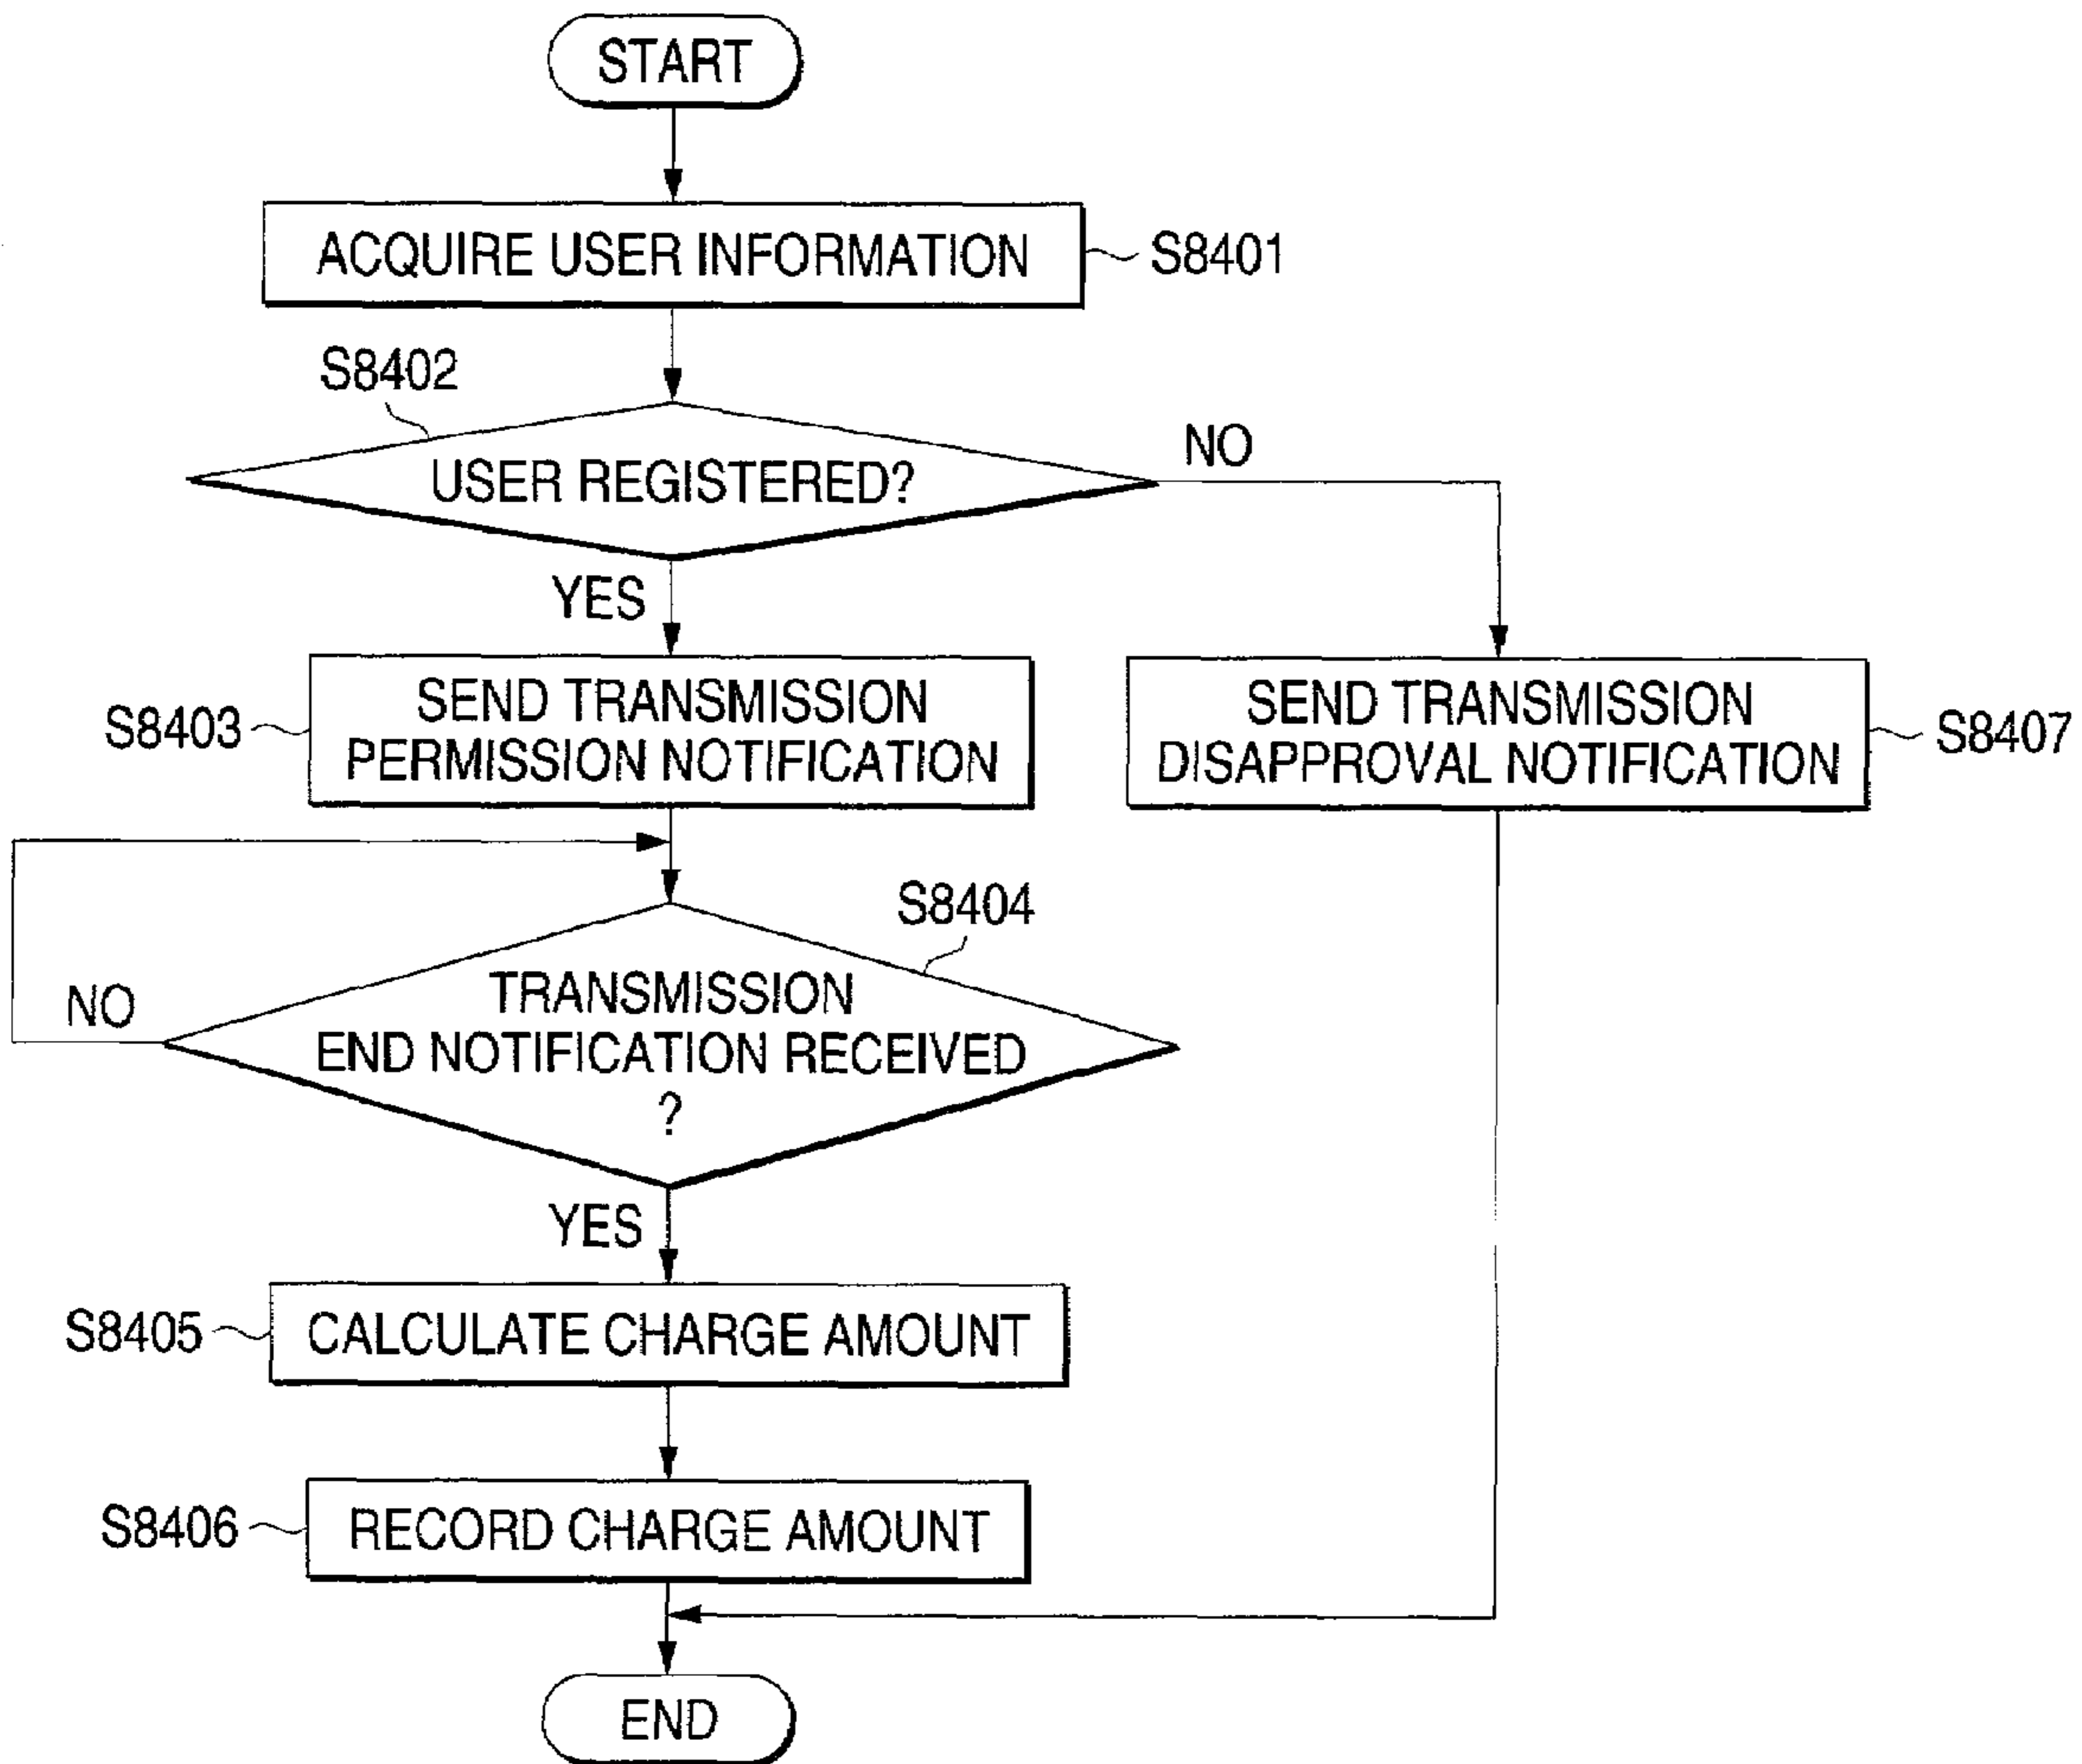 START
ACQUIRE USER INFORMATION
S8401
S8402
USER REGISTERED?
NO
YES
S8403
SEND TRANSMISSION
PERMISSION NOTIFICATION
SEND TRANSMISSION
DISAPPROVAL NOTIFICATION
S8407
S8404
TRANSMISSION
END NOTIFICATION RECEIVED
?
NO
YES
S8405
CALCULATE CHARGE AMOUNT
S8406
RECORD CHARGE AMOUNT
END